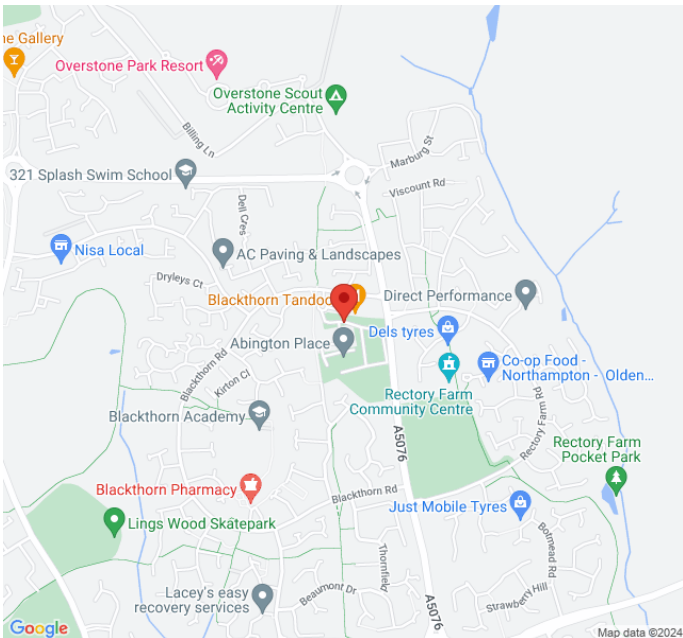 ne Gallery
Overstone Park Resort
Overstone Scout
Activity Centre
Billing Ln
Marburg St
321 Splash Swim School
Viscount Rd
Dell Cres
Nisa Local
AC Paving & Landscapes
Dryleys Ct
Blackthorn Tandoo
Direct Performance
Dels tyres
Abington Place
Co-op Food -
Northampton - Olden...
Blackthorn Rd
Kirton Cl
Rectory Farm
Community Centre
Rectory Farm Rd
Blackthorn Academy
A5076
Rectory Farm
Pocket Park
Blackthorn Pharmacy
Blackthorn Rd
Just Mobile Tyres
Lings Wood Skatepark
Botmead Rd
Thornfiely
Lacey's easy
recovery services
Beaumont Dr
Strawberry Hill
A5076
Google
Map data ©2024